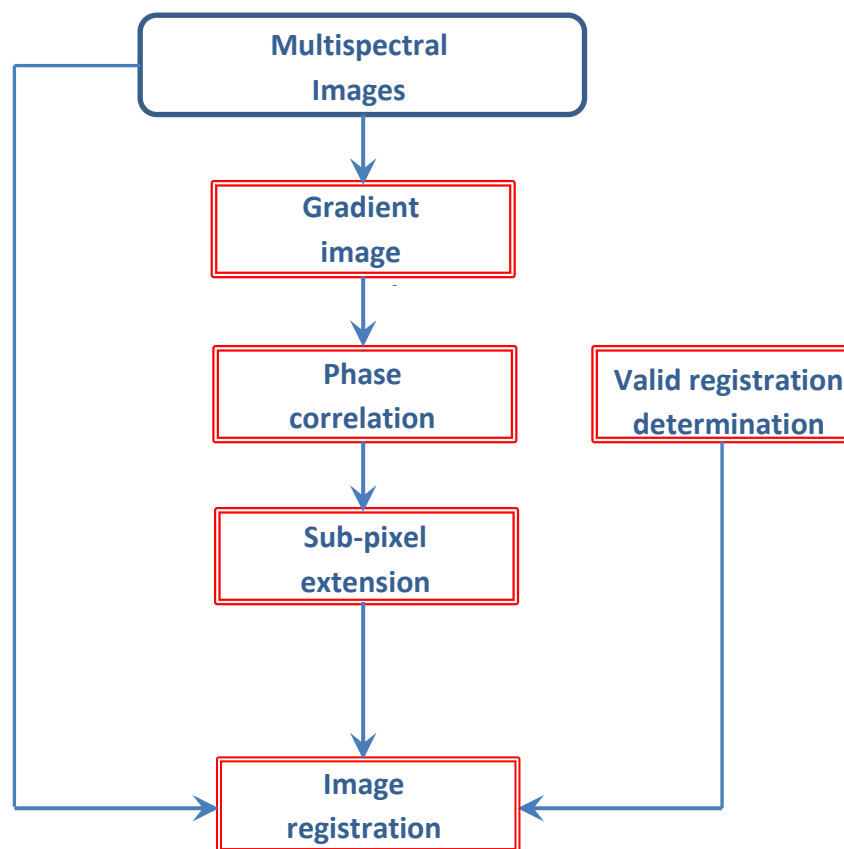 Multispectral
Images
Gradient
image
Phase
correlation
Valid registration
determination
Sub-pixel
extension
Image
registration